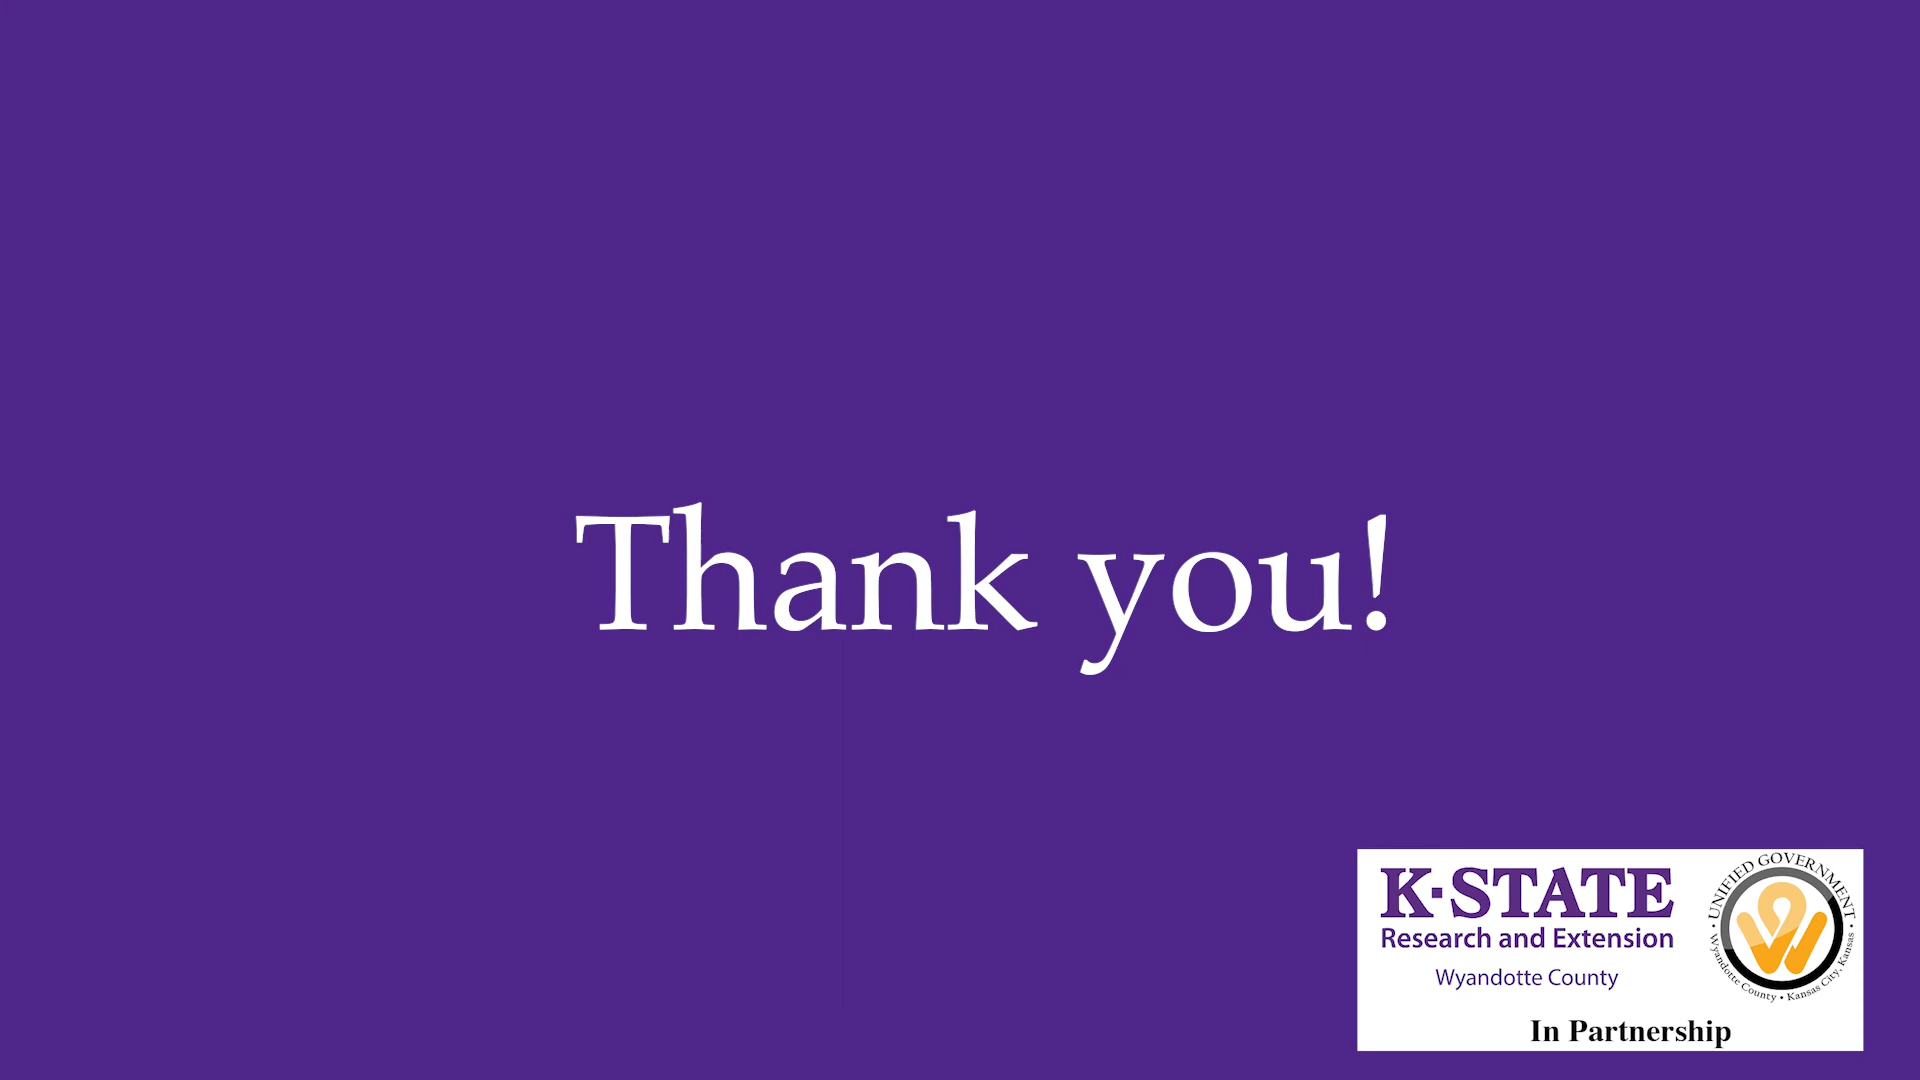 Thank you!
K·STATE
Research and Extension
Wyandotte County
• UNIFIED GOVERNMENT •
Wyandotte County • Kansas City, Kansas
In Partnership